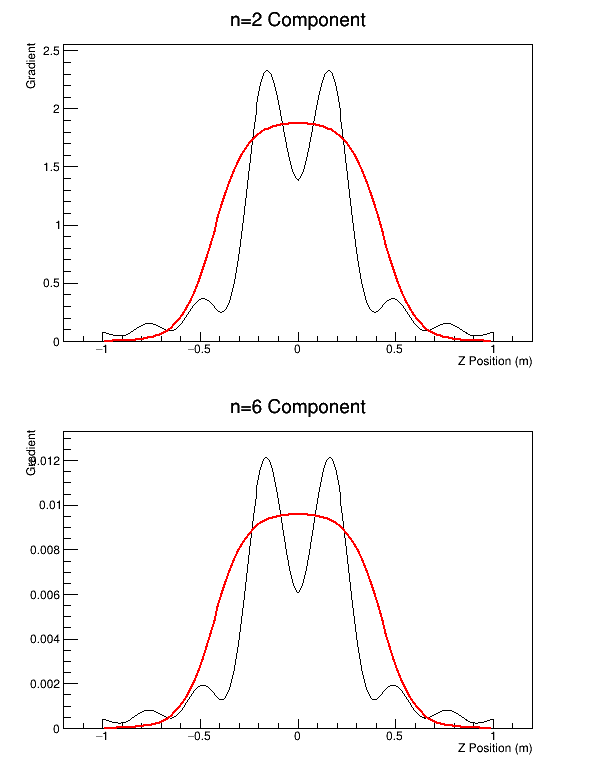 n=2 Component
Gradient
2.5
2
1.5
1
0.5
0
−1 −0.5 0 0.5 1
Z Position (m)
n=6 Component
Gradient
0.012
0.01
0.008
0.006
0.004
0.002
0
−1 −0.5 0 0.5 1
Z Position (m)